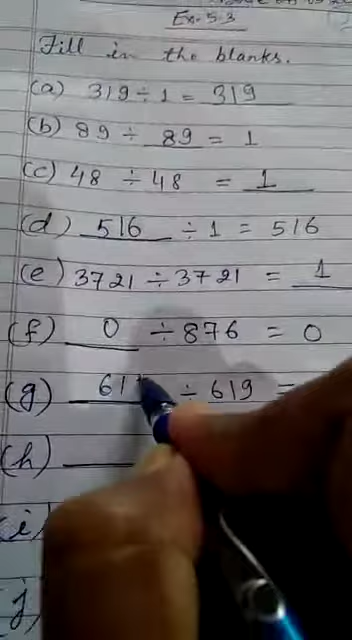 Ex-5.3
Fill in the blanks.
(a) 319 ÷ 1 = 319
(b) 89 ÷ 89 = 1
(c) 48 ÷ 48 = 1
(d) 516 ÷ 1 = 516
(e) 3721 ÷ 3721 = 1
(f) 0 ÷ 876 = 0
(g) 61 ÷ 619 =
(h)
(i)
(j)